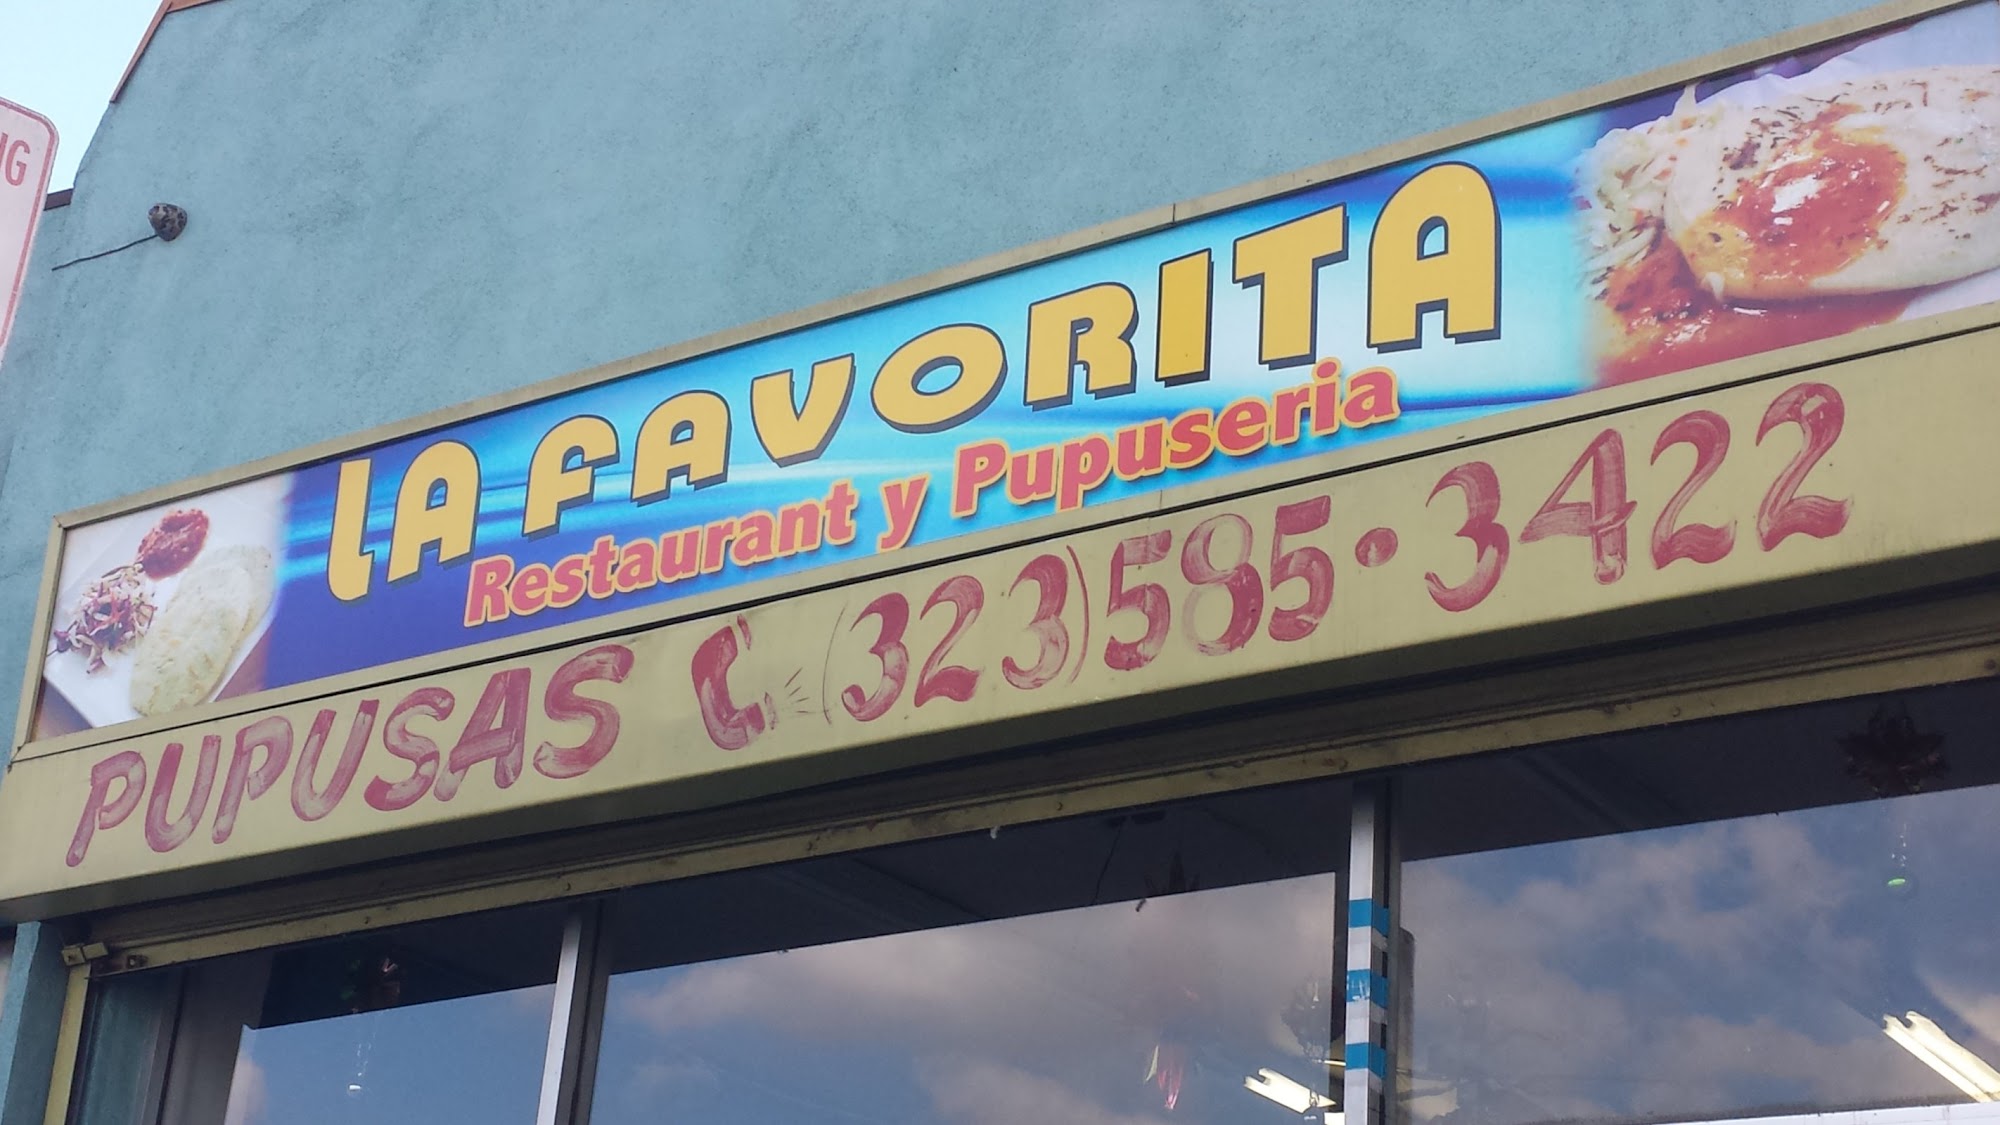 LA FAVORITA
Restaurant y Pupuseria
PUPUSAS (323)585•3422